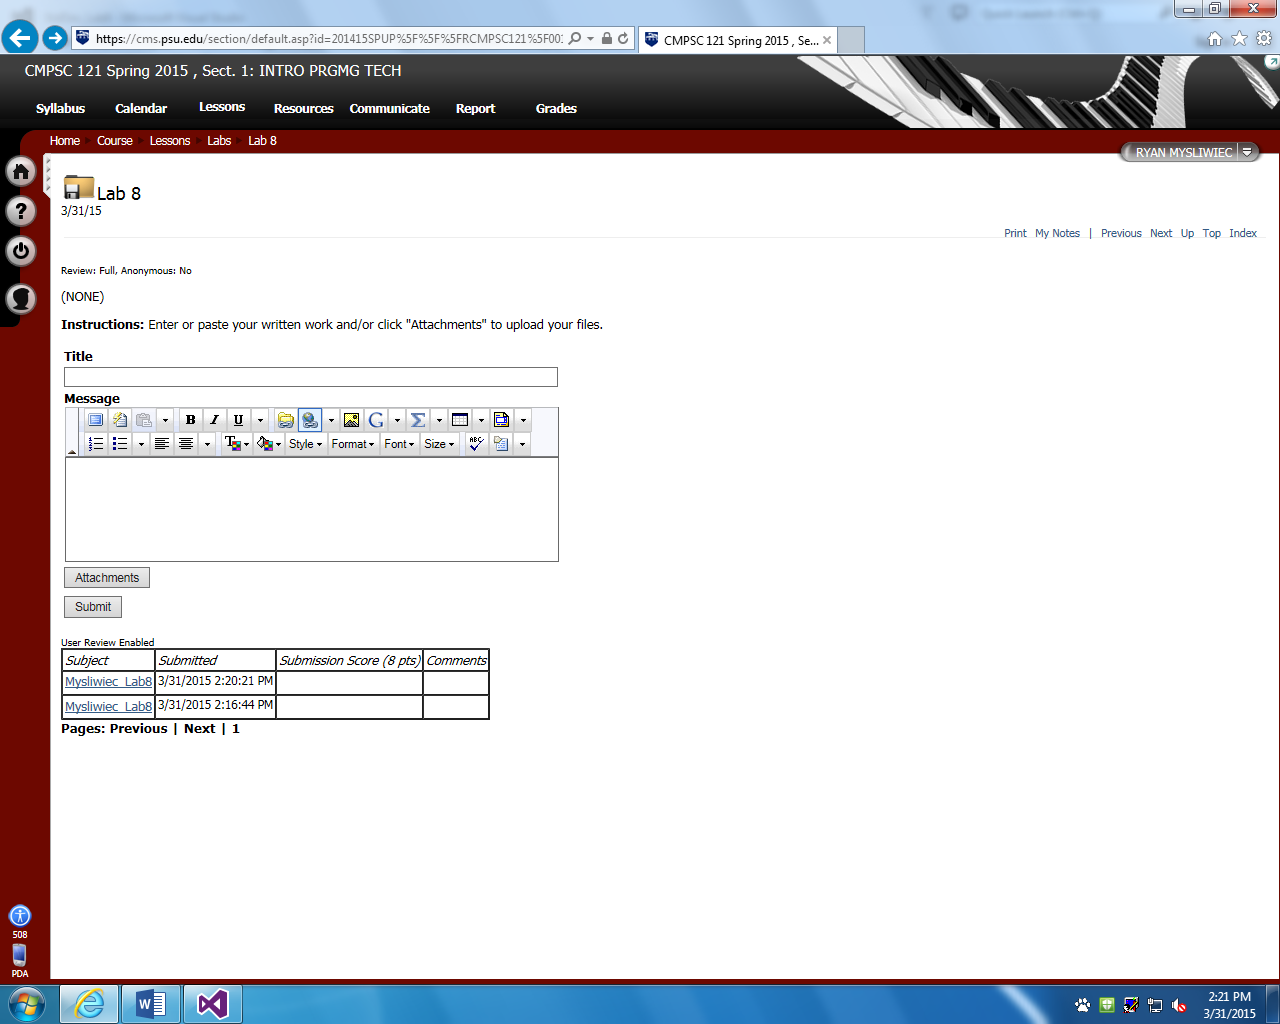 https://cms.psu.edu/section/default.asp?id=201415SPUP%5F%5F%5FRCMPSC121%5F00
CMPSC 121 Spring 2015 , Se...
CMPSC 121 Spring 2015 , Sect. 1: INTRO PRGMG TECH
Syllabus Calendar Lessons Resources Communicate Report Grades
Home Course Lessons Labs Lab 8
RYAN MYSLIWIEC
Lab 8
3/31/15
Print My Notes | Previous Next Up Top Index
Review: Full, Anonymous: No
(NONE)
Instructions: Enter or paste your written work and/or click "Attachments" to upload your files.
Title
Message
B I U
Style Format Font Size
Attachments
Submit
User Review Enabled
Subject Submitted Submission Score (8 pts) Comments
Mysliwiec_Lab8 3/31/2015 2:20:21 PM
Mysliwiec_Lab8 3/31/2015 2:16:44 PM
Pages: Previous | Next | 1
508
PDA
2:21 PM
3/31/2015